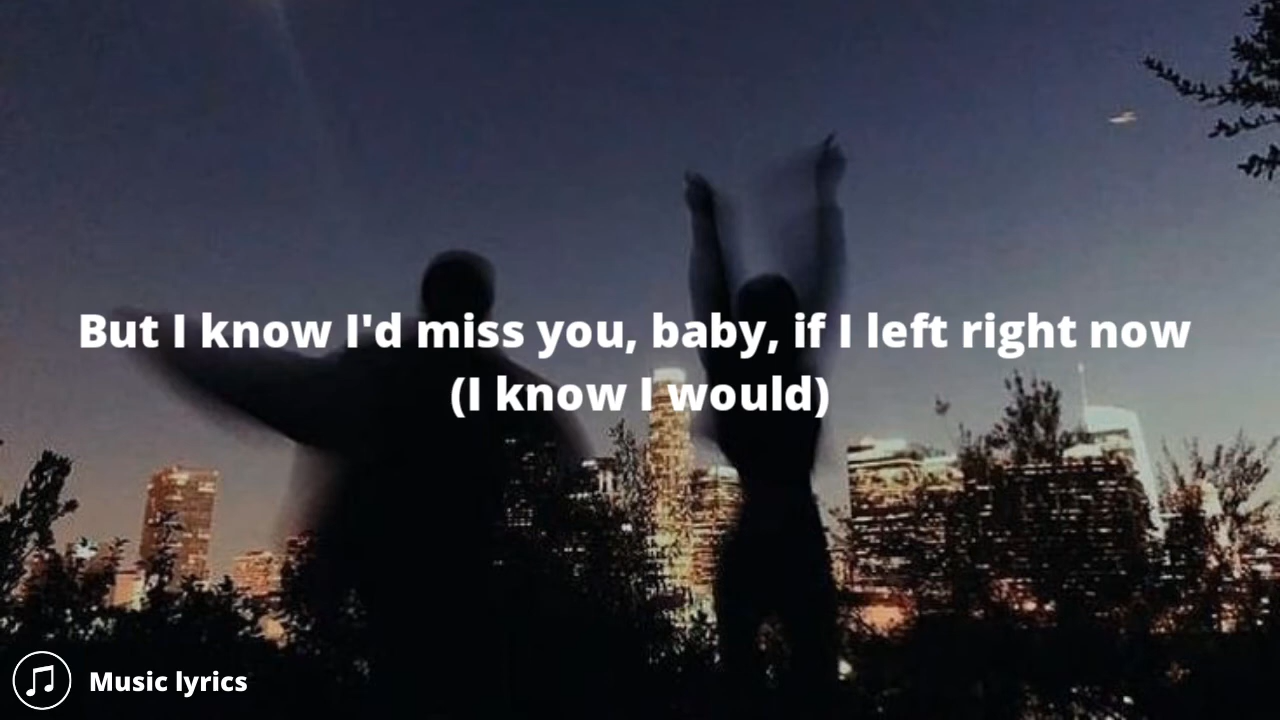 But I know I'd miss you, baby, if I left right now
(I know I would)
Music lyrics